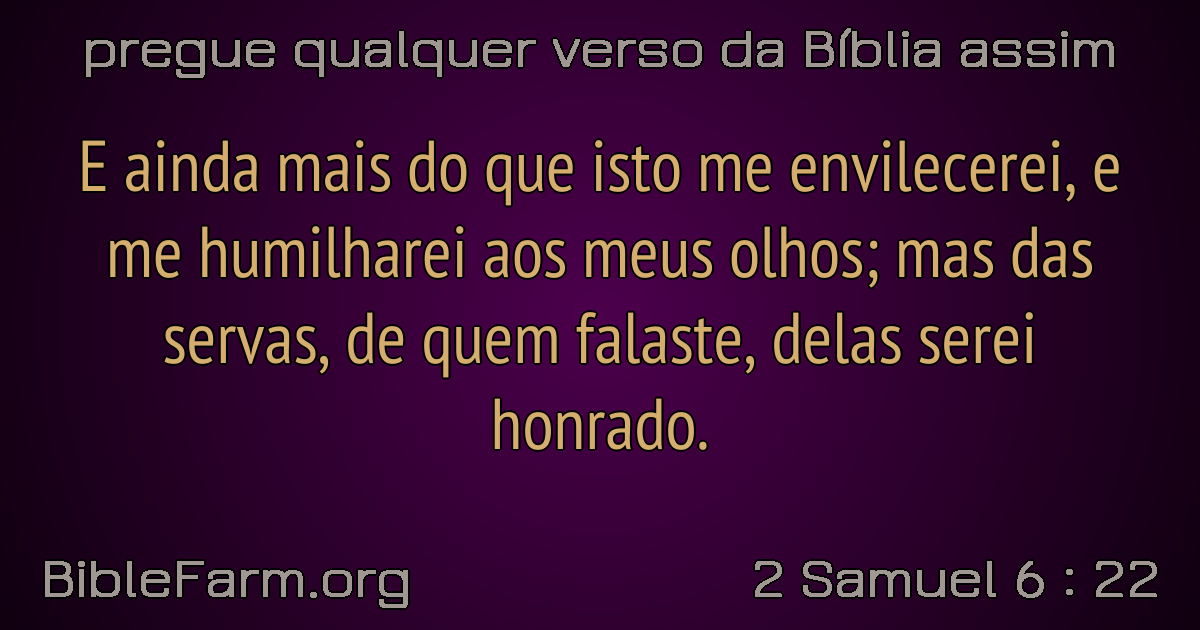 pregue qualquer verso da Bíblia assim
E ainda mais do que isto me envilecerei, e
me humilharei aos meus olhos; mas das
servas, de quem falaste, delas serei
honrado.
BibleFarm.org
2 Samuel 6 : 22